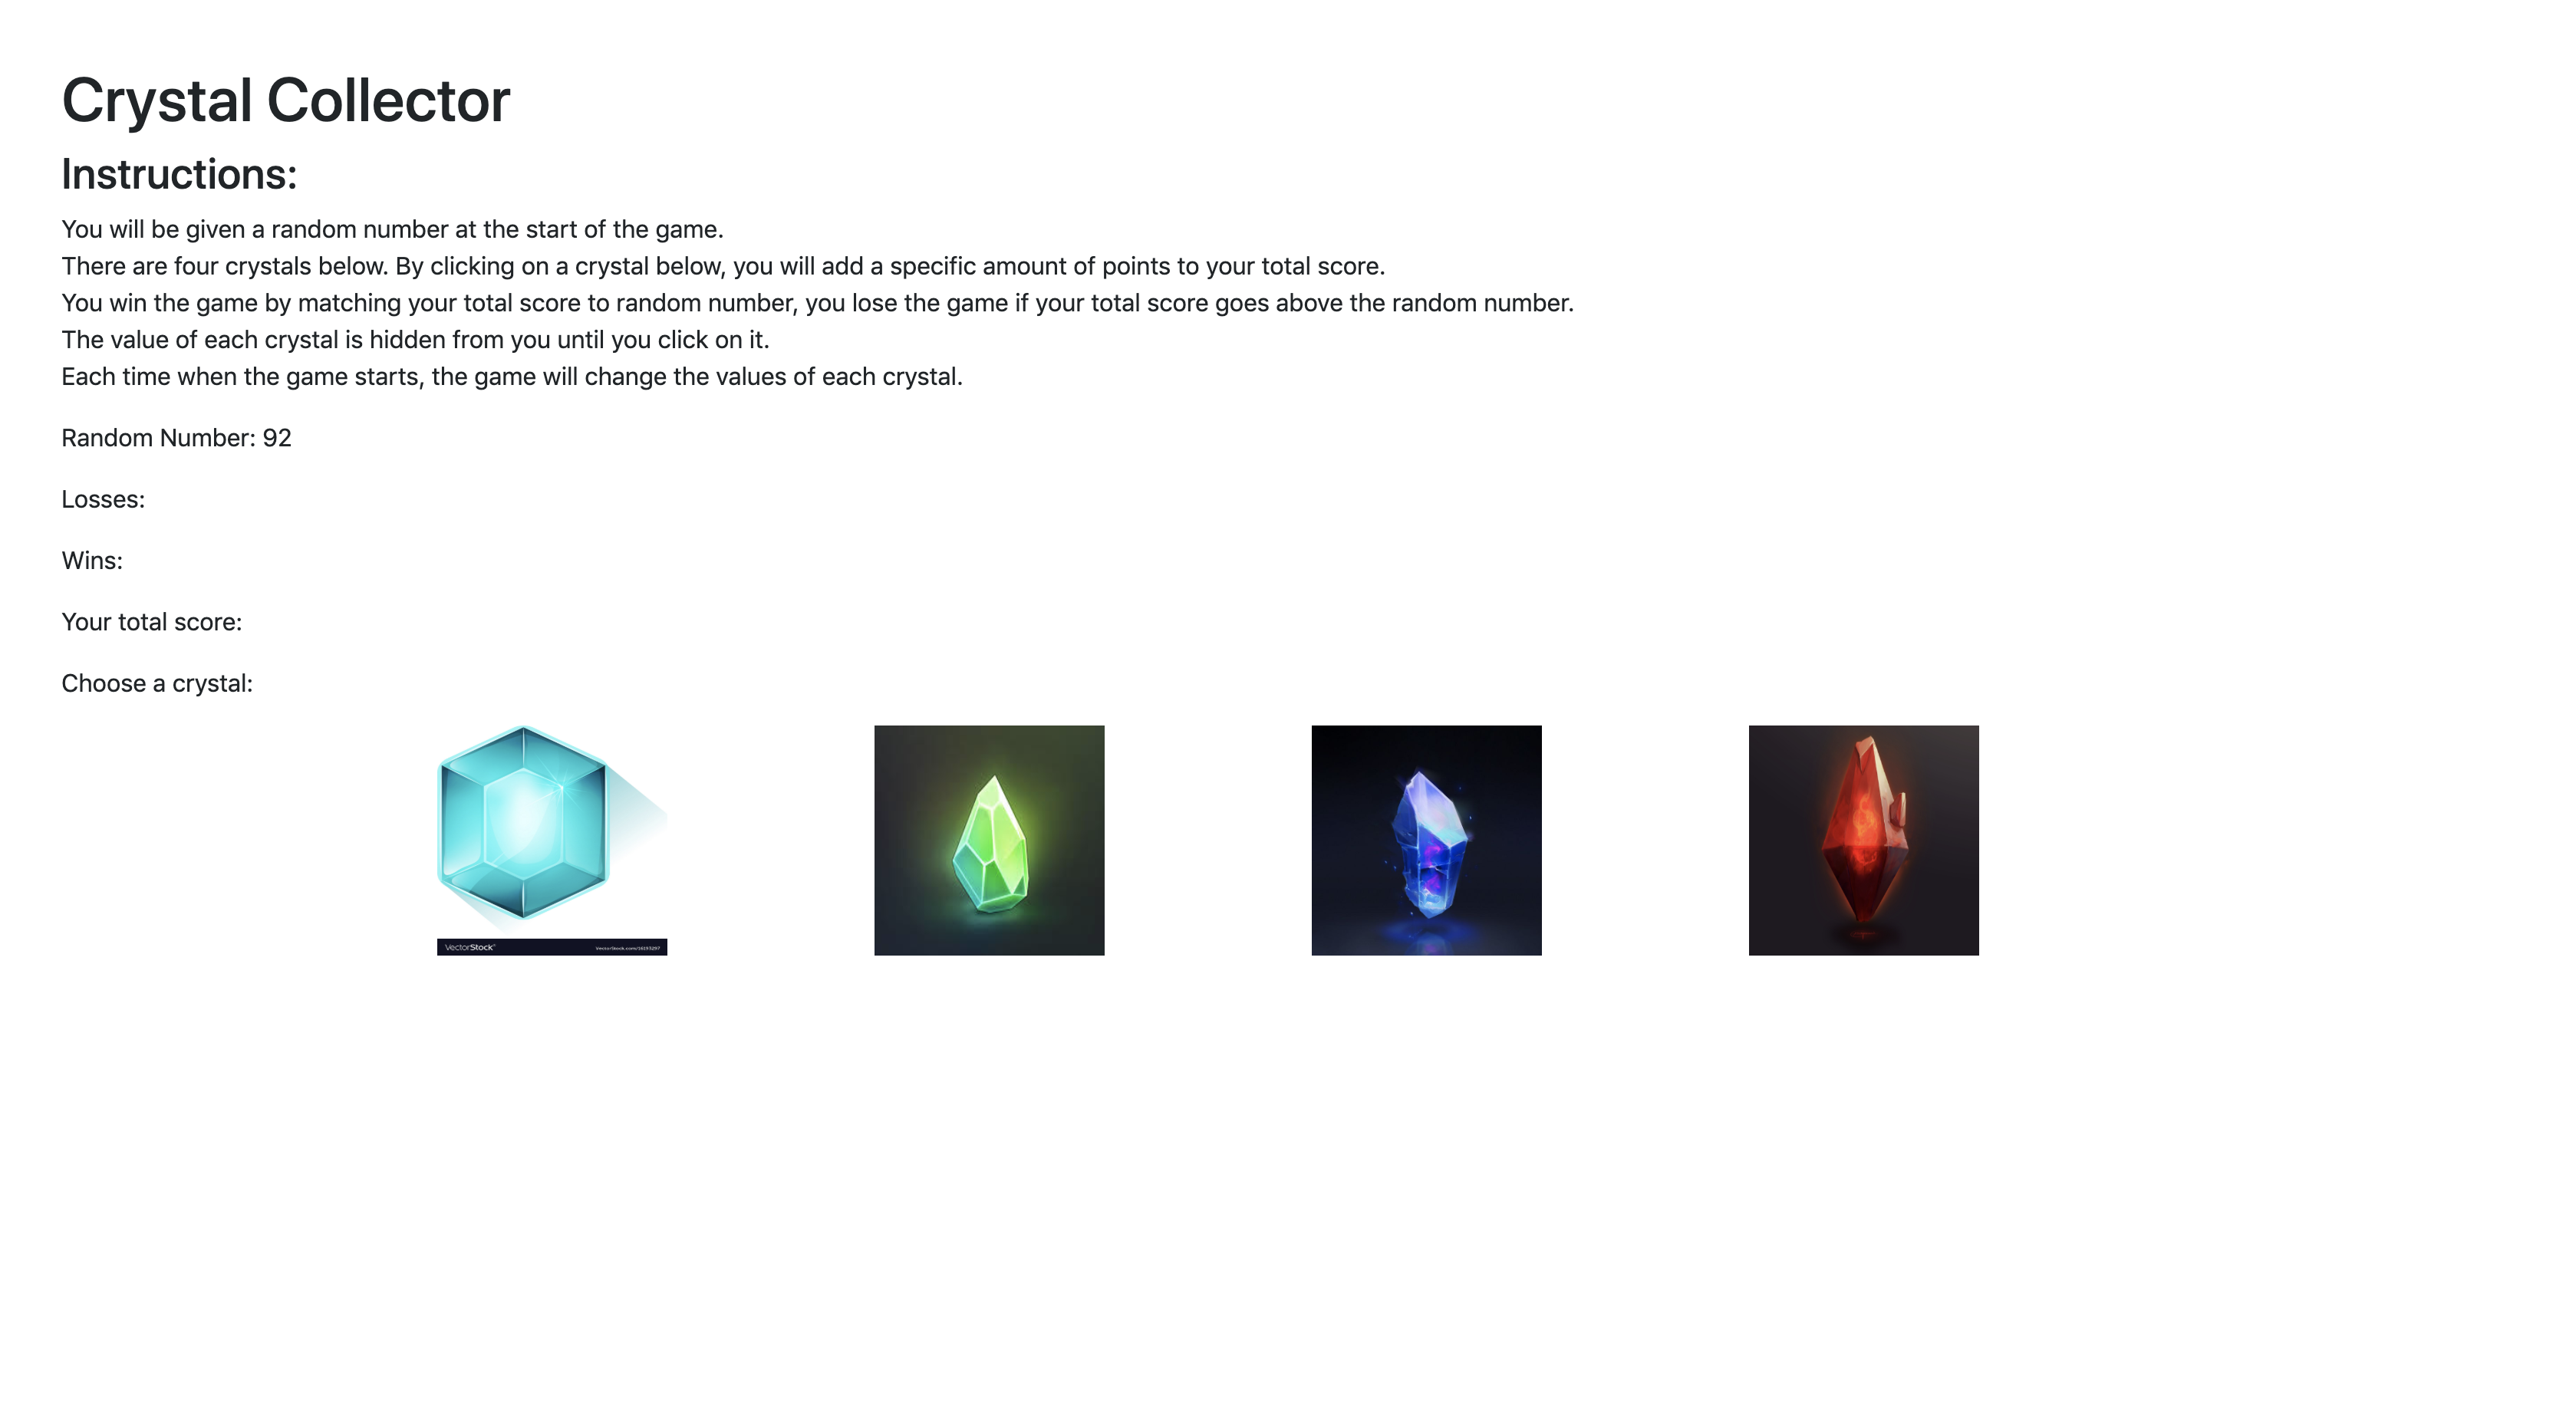 Crystal Collector
Instructions:
You will be given a random number at the start of the game.
There are four crystals below. By clicking on a crystal below, you will add a specific amount of points to your total score.
You win the game by matching your total score to random number, you lose the game if your total score goes above the random number.
The value of each crystal is hidden from you until you click on it.
Each time when the game starts, the game will change the values of each crystal.
Random Number: 92
Losses:
Wins:
Your total score:
Choose a crystal:
VectorStock®